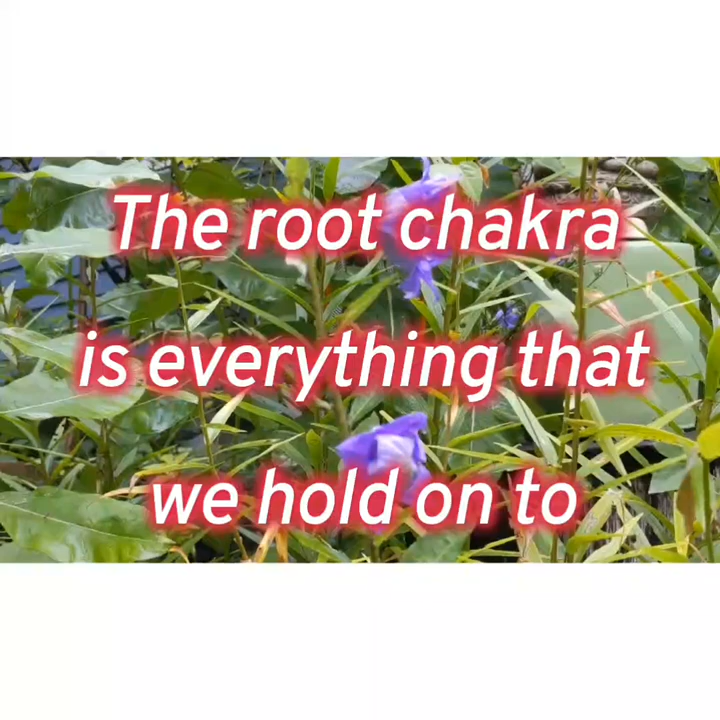 The root chakra
is everything that
we hold on to